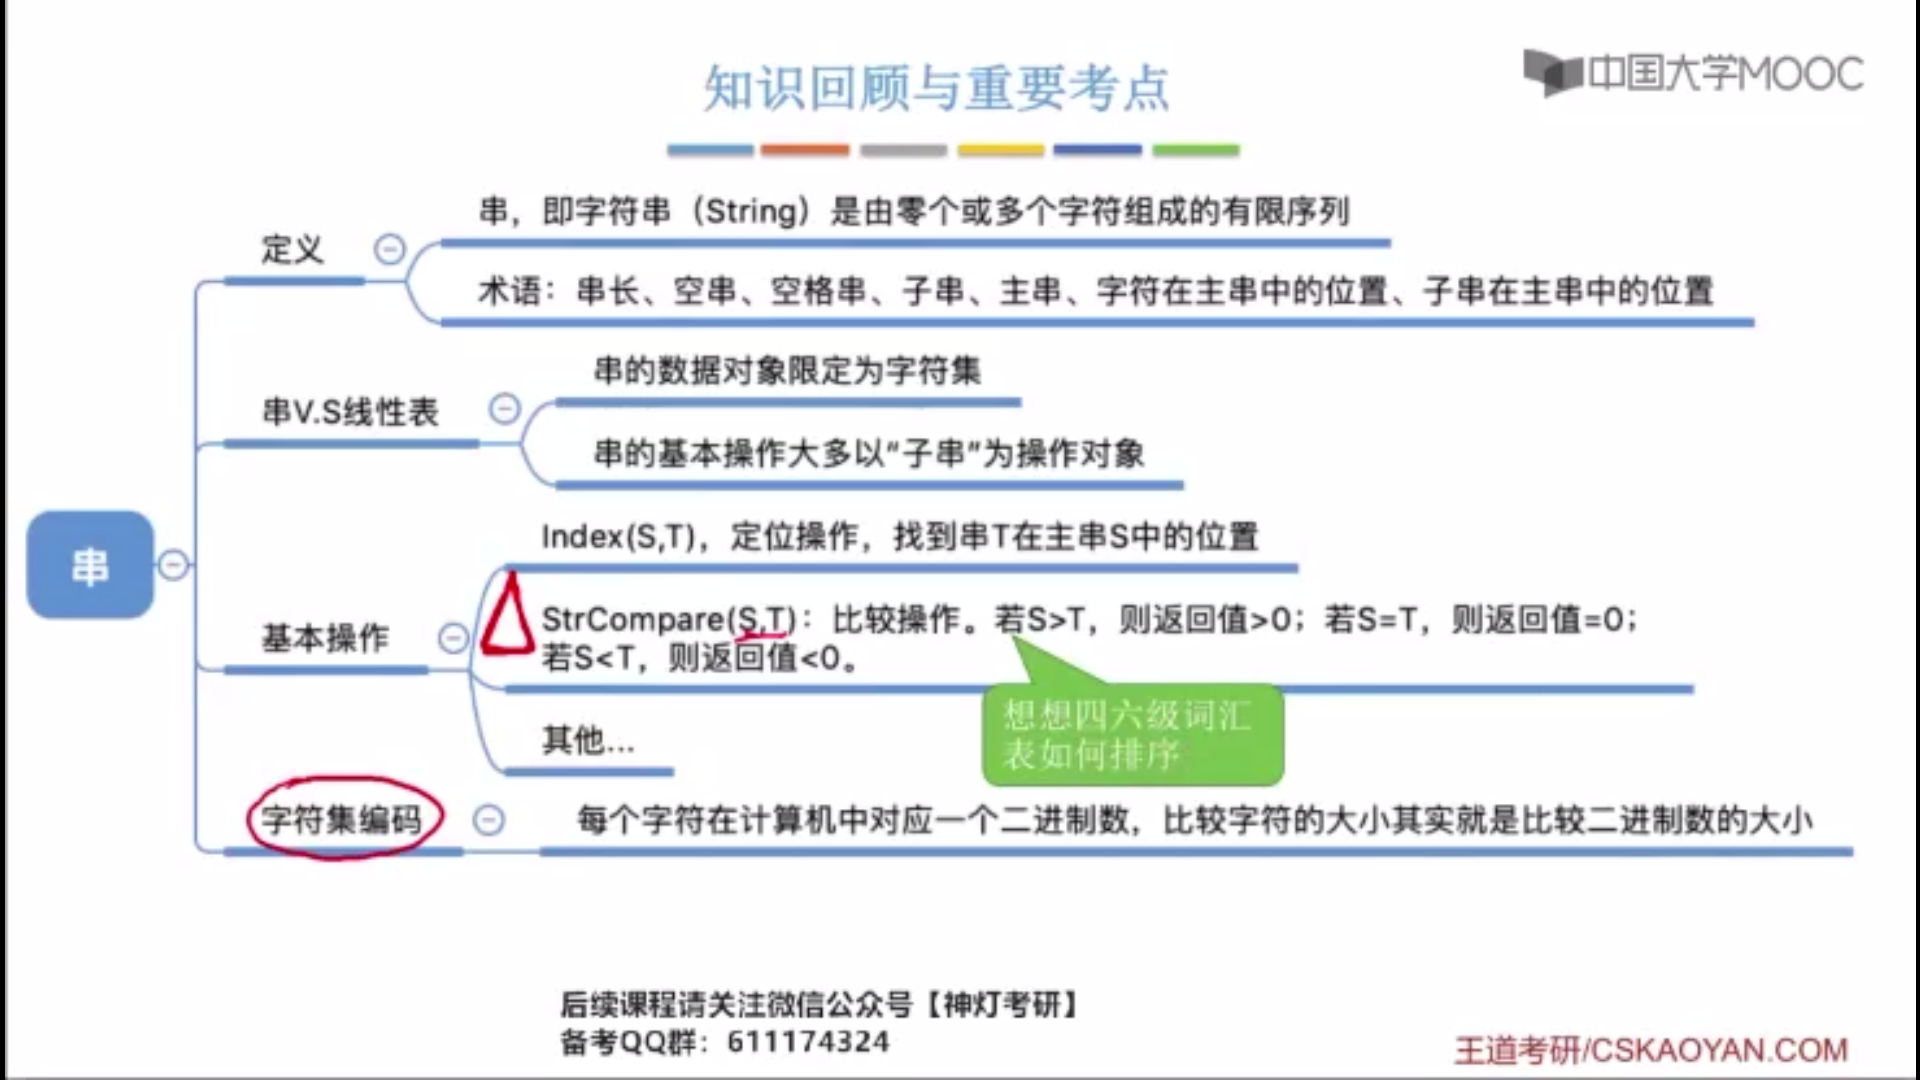 知识回顾与重要考点
中国大学MOOC
串，即字符串（String）是由零个或多个字符组成的有限序列
定义
术语：串长、空串、空格串、子串、主串、字符在主串中的位置、子串在主串中的位置
串的数据对象限定为字符集
串V.S线性表
串的基本操作大多以“子串”为操作对象
Index(S,T)，定位操作，找到串T在主串S中的位置
串
StrCompare(S,T)：比较操作。若S>T，则返回值>0；若S=T，则返回值=0；
基本操作
若S<T，则返回值<0。
想想四六级词汇
表如何排序
其他...
字符集编码
每个字符在计算机中对应一个二进制数，比较字符的大小其实就是比较二进制数的大小
后续课程请关注微信公众号【神灯考研】
备考QQ群：611174324
王道考研/CSKAOYAN.COM